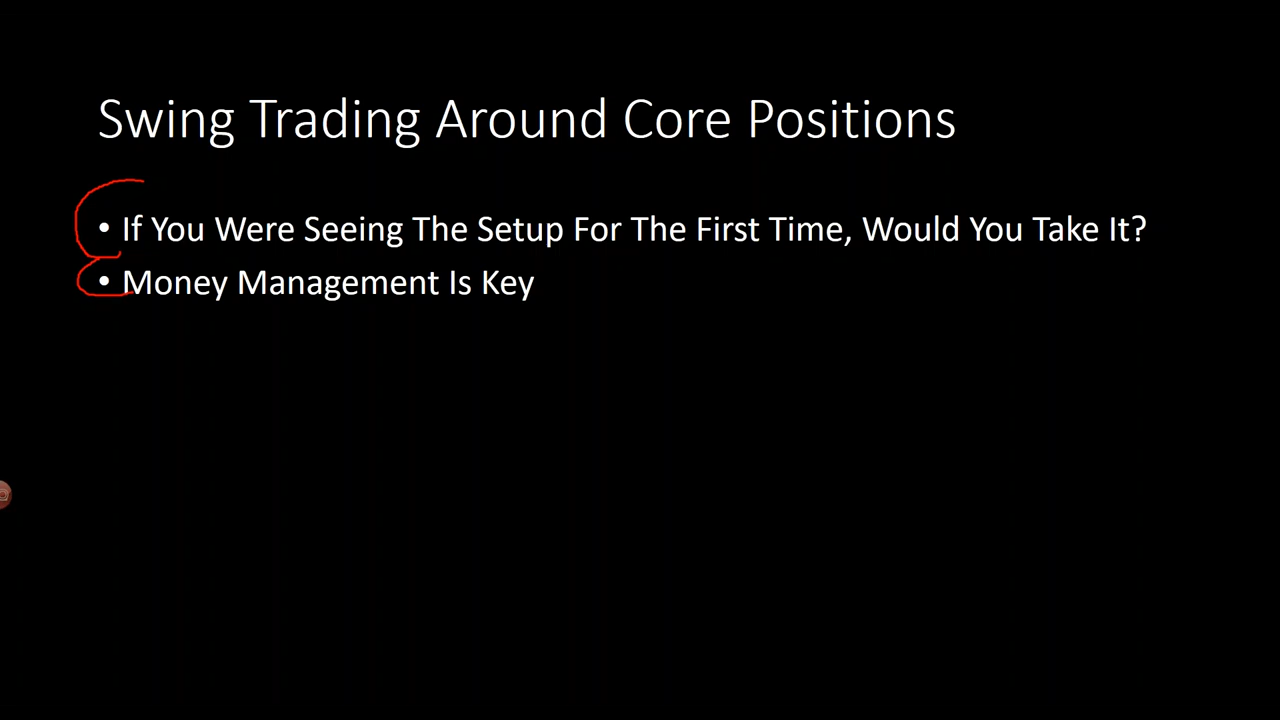 Swing Trading Around Core Positions
• If You Were Seeing The Setup For The First Time, Would You Take It?
• Money Management Is Key